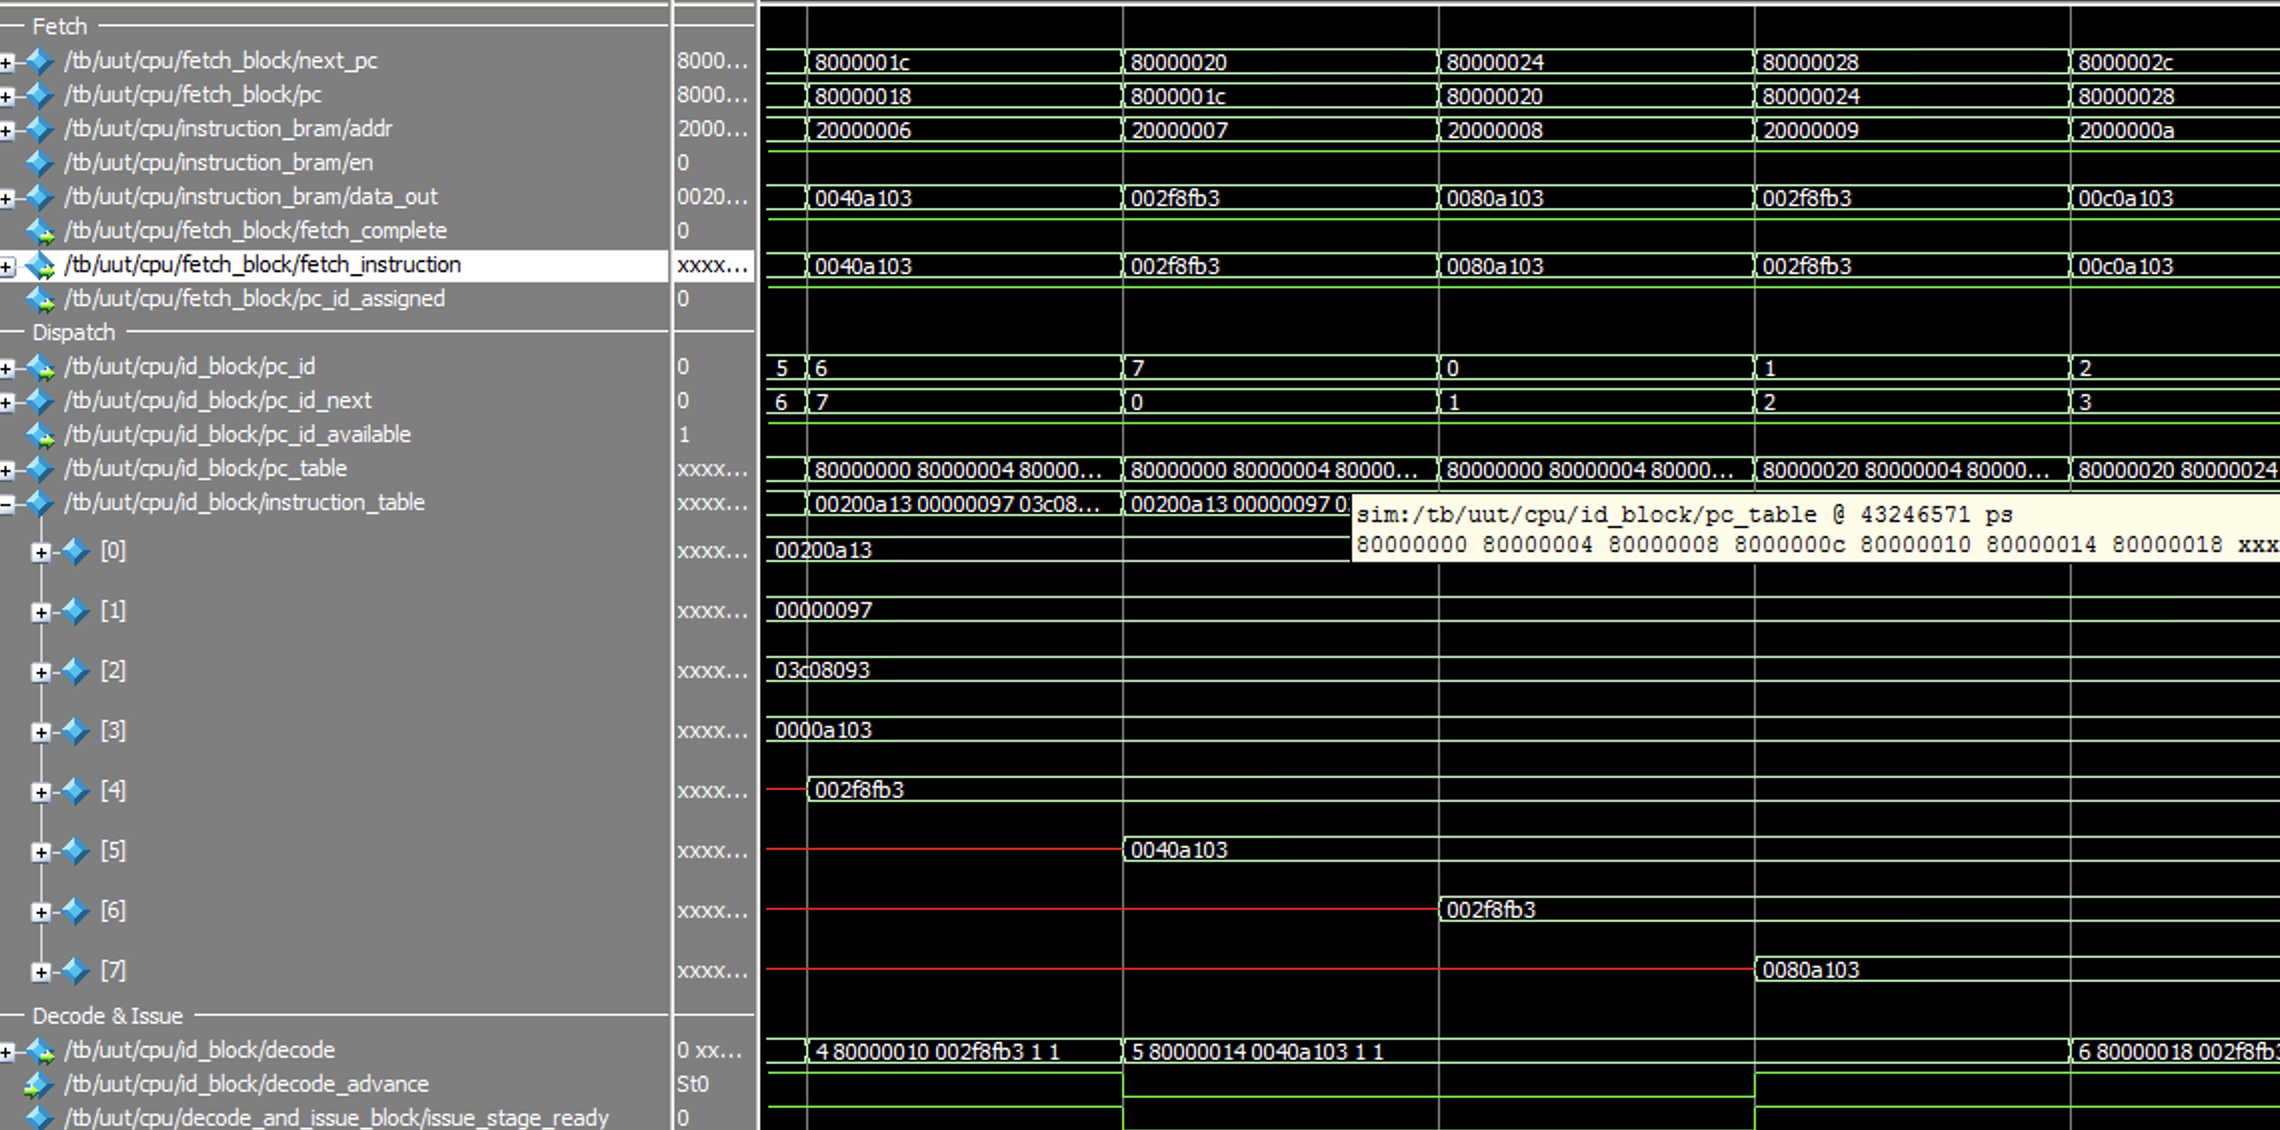 Fetch
/tb/uut/cpu/fetch_block/next_pc 8000... 8000001c 80000020 80000024 80000028 8000002c
/tb/uut/cpu/fetch_block/pc 8000... 80000018 8000001c 80000020 80000024 80000028
/tb/uut/cpu/instruction_bram/addr 2000... 20000006 20000007 20000008 20000009 2000000a
/tb/uut/cpu/instruction_bram/en 0
/tb/uut/cpu/instruction_bram/data_out 0020... 0040a103 002f8fb3 0080a103 002f8fb3 00c0a103
/tb/uut/cpu/fetch_block/fetch_complete 0
/tb/uut/cpu/fetch_block/fetch_instruction xxxx... 0040a103 002f8fb3 0080a103 002f8fb3 00c0a103
/tb/uut/cpu/fetch_block/pc_id_assigned 0
Dispatch
/tb/uut/cpu/id_block/pc_id 0 5 6 7 0 1 2
/tb/uut/cpu/id_block/pc_id_next 0 6 7 0 1 2 3
/tb/uut/cpu/id_block/pc_id_available 1
/tb/uut/cpu/id_block/pc_table xxxx... 80000000 80000004 80000... 80000000 80000004 80000... 80000000 80000004 80000... 80000020 80000004 80000... 80000020 80000024
/tb/uut/cpu/id_block/instruction_table xxxx... 00200a13 00000097 03c08... 00200a13 00000097 0
sim:/tb/uut/cpu/id_block/pc_table @ 43246571 ps
80000000 80000004 80000008 8000000c 80000010 80000014 80000018 xxx
[0] xxxx... 00200a13
[1] xxxx... 00000097
[2] xxxx... 03c08093
[3] xxxx... 0000a103
[4] xxxx... 002f8fb3
[5] xxxx... 0040a103
[6] xxxx... 002f8fb3
[7] xxxx... 0080a103
Decode & Issue
/tb/uut/cpu/id_block/decode 0 xx... 4 80000010 002f8fb3 1 1 5 80000014 0040a103 1 1 6 80000018 002f8fb3
/tb/uut/cpu/id_block/decode_advance St0
/tb/uut/cpu/decode_and_issue_block/issue_stage_ready 0